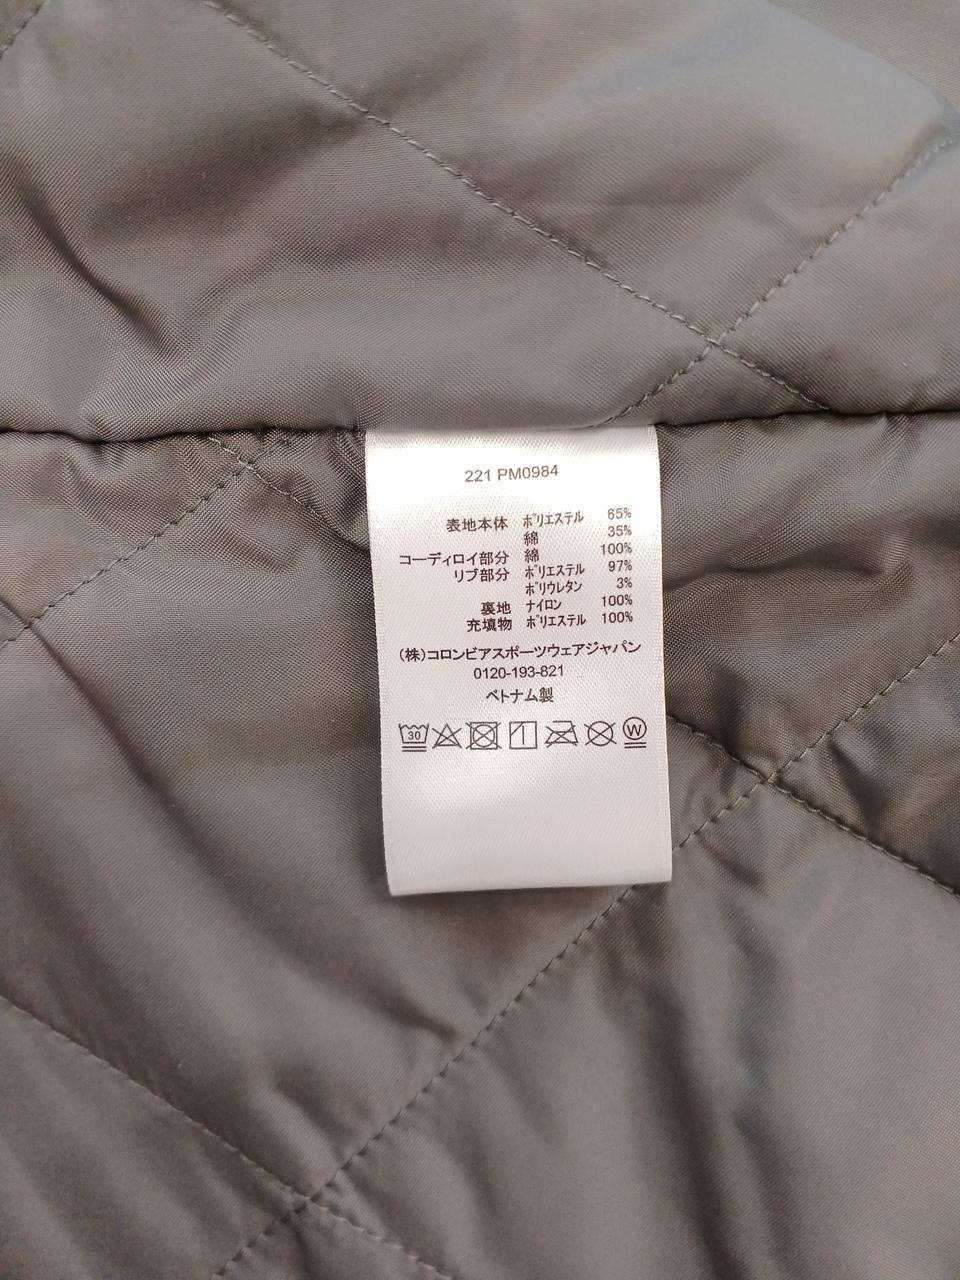 221 PM0984
表地本体 ポリエステル 65%
綿 35%
コーディロイ部分 綿 100%
リブ部分 ポリエステル 97%
ポリウレタン 3%
裏地 ナイロン 100%
充填物 ポリエステル 100%
(株)コロンビアスポーツウェアジャパン
0120-193-821
ベトナム製
30 W